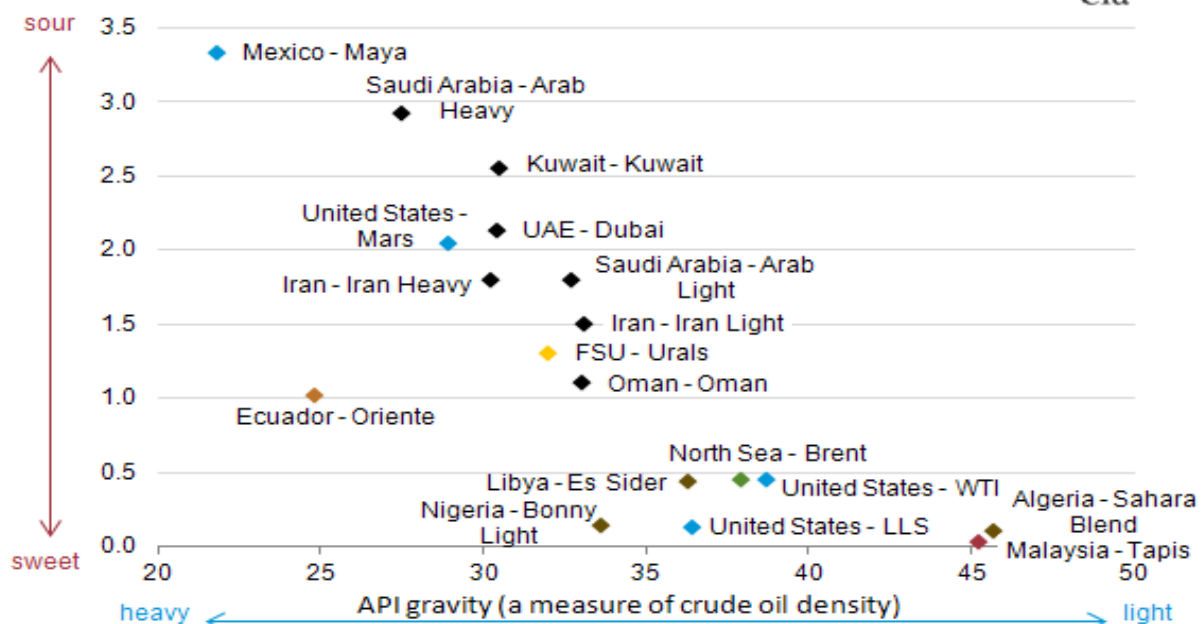 sour
3.5
Mexico - Maya
Saudi Arabia - Arab
Heavy
3.0
Kuwait - Kuwait
2.5
United States -
Mars
UAE - Dubai
2.0
Saudi Arabia - Arab
Light
Iran - Iran Heavy
1.5
Iran - Iran Light
FSU - Urals
Oman - Oman
1.0
Ecuador - Oriente
North Sea - Brent
0.5
Libya - Es Sider
United States - WTI
Nigeria - Bonny
Light
United States - LLS
Algeria - Sahara
Blend
Malaysia - Tapis
0.0
sweet
20 25 30 35 40 45 50
heavy
API gravity (a measure of crude oil density)
light